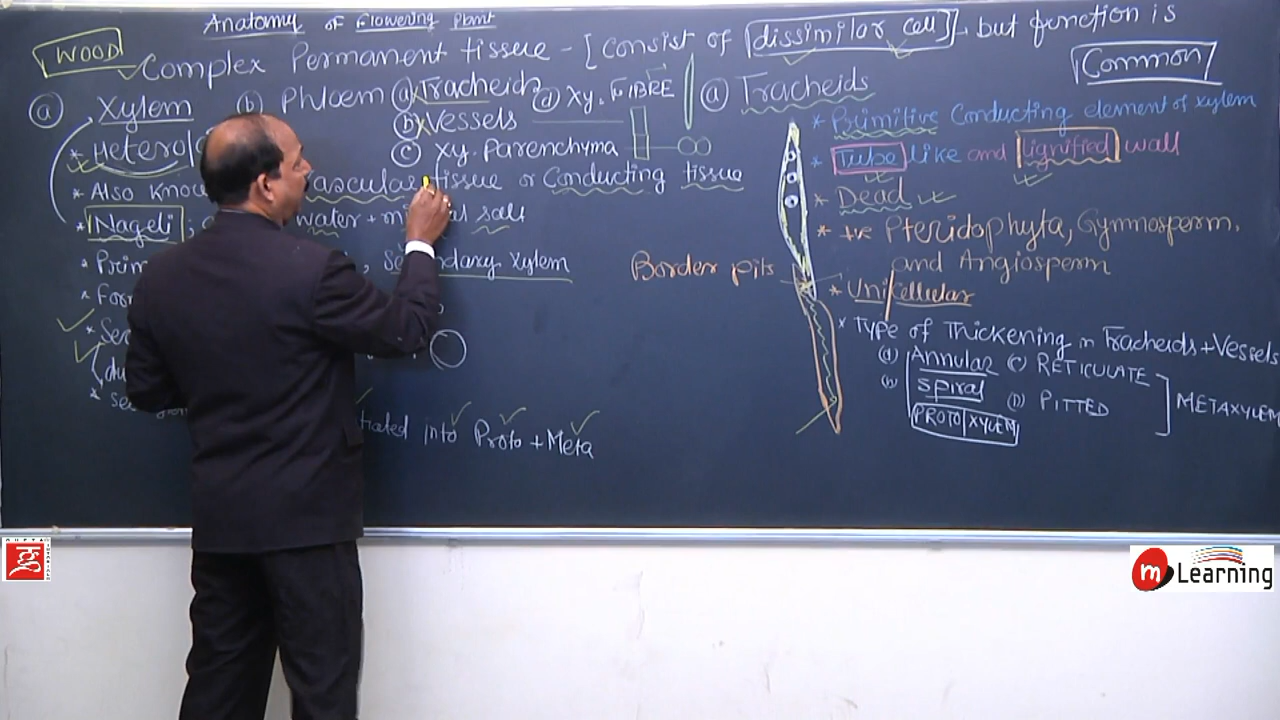 Anatomy of Flowering Plant
WOOD
Complex Permanent tissue - [Consist of dissimilar cell], but function is
Common
(a) Xylem (b) Phloem
(a) Tracheids (d) Xy. FIBRE
(b) Vessels
(c) Xy. Parenchyma
* Also Know Vascular tissue or Conducting tissue
* Nageli; water + salt
* Prim , Secondary Xylem
* For
* Se
into Proto + Meta
(a) Tracheids
* Primitive Conducting element of xylem
* Tube like and lignified wall
* Dead
* +ve Pteridophyta, Gymnosperm,
and Angiosperm
Border pits
* Unicellular
* Type of Thickening in Tracheids + Vessels
(a) Annular (c) RETICULATE
(b) spiral (D) PITTED
METAXYLEM
PROTO XYLEM
m Learning